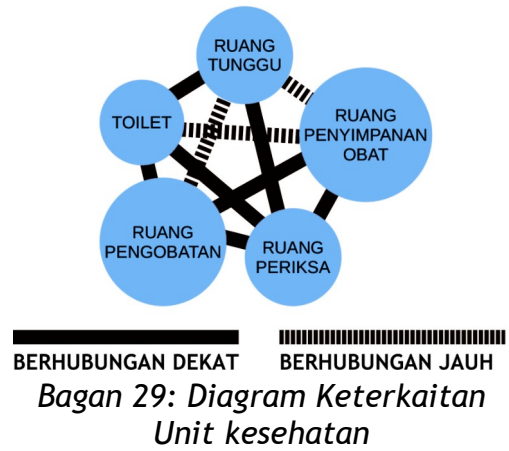 RUANG
TUNGGU
TOILET
RUANG
PENYIMPANAN
OBAT
RUANG
PENGOBATAN
RUANG
PERIKSA
BERHUBUNGAN DEKAT
BERHUBUNGAN JAUH
Bagan 29: Diagram Keterkaitan
Unit kesehatan